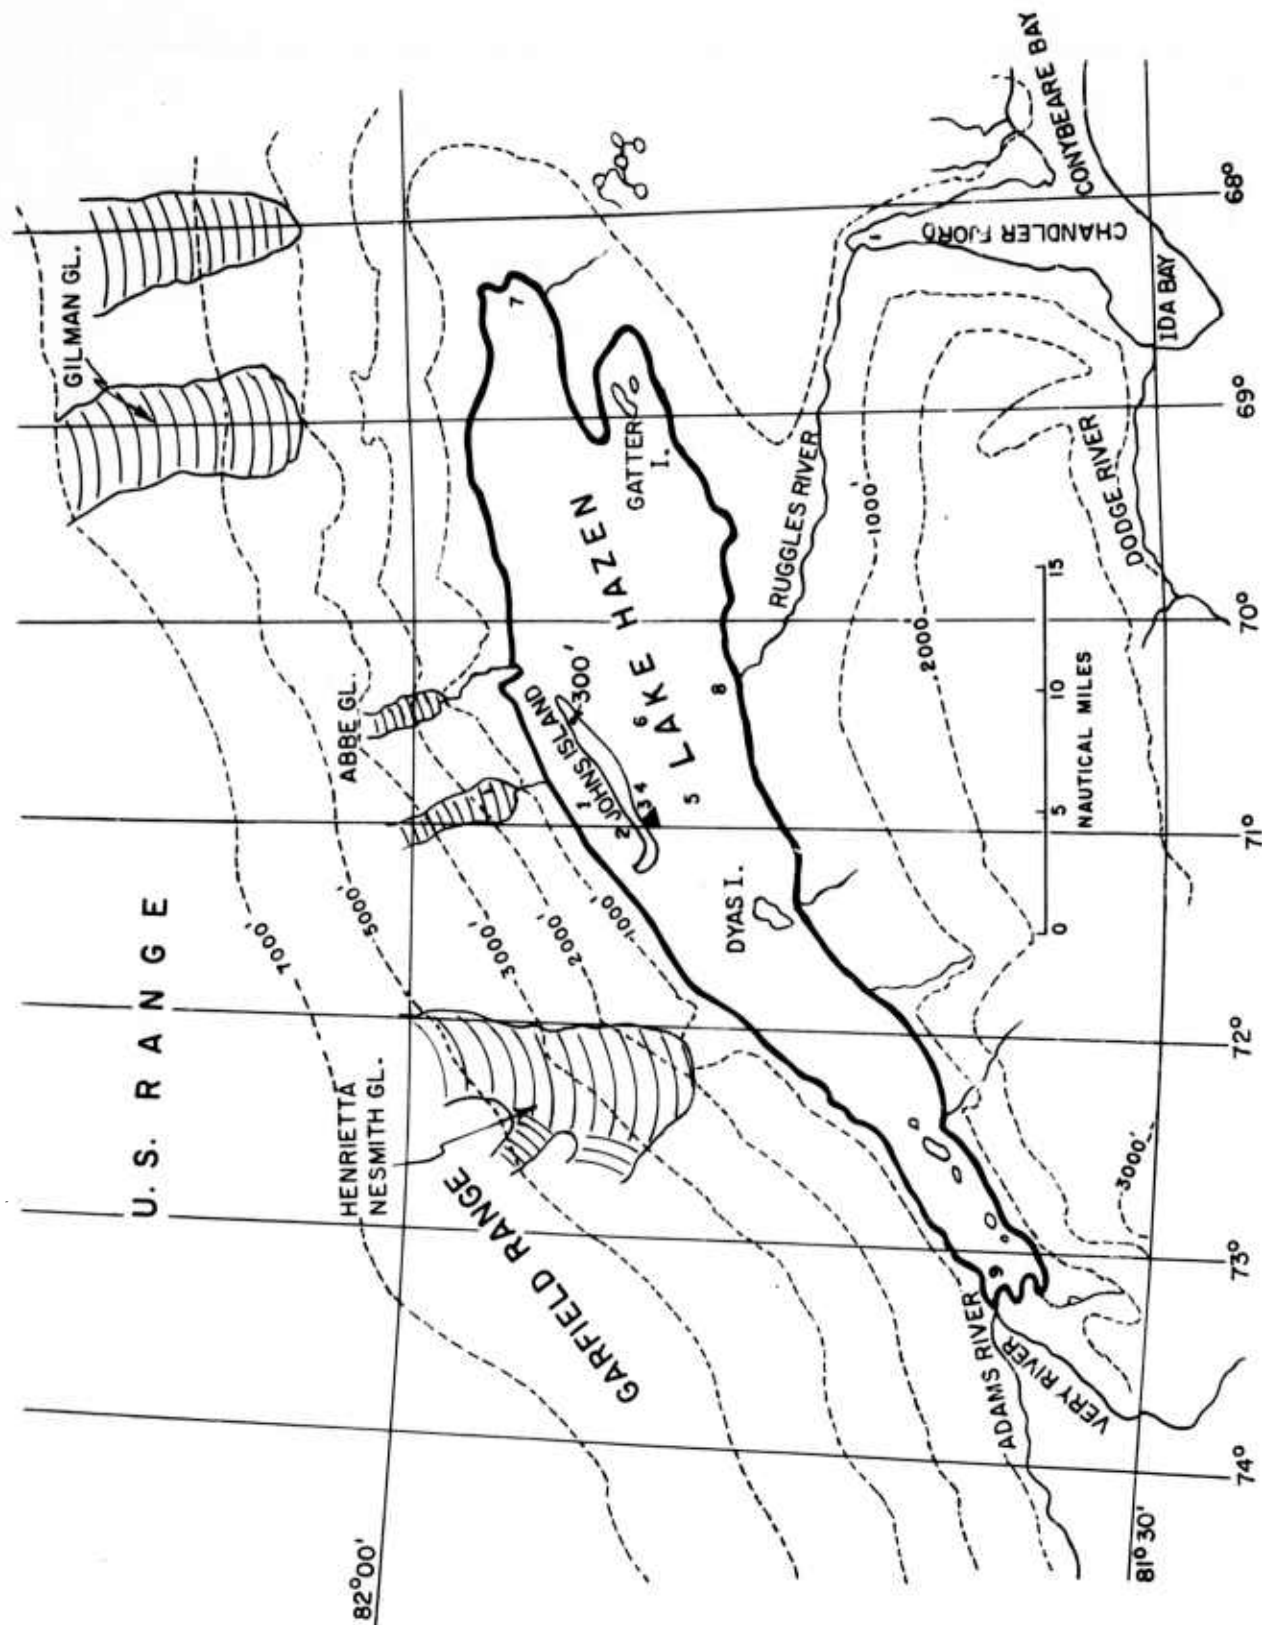 U.S. RANGE
GILMAN GL.
ABBE GL.
HENRIETTA
NESMITH GL.
GARFIELD RANGE
7000'
5000'
3000'
2000'
1000'
82°00'
JOHNS ISLAND
300'
LAKE HAZEN
GATTER
I.
DYAS I.
1
2
3
4
5
6
7
8
9
RUGGLES RIVER
CONYBEARE BAY
CHANDLER FJORD
IDA BAY
DODGE RIVER
1000'
2000
3000'
ADAMS RIVER
VERY RIVER
0 5 10 15
NAUTICAL MILES
81°30'
74° 73° 72° 71° 70° 69° 68°